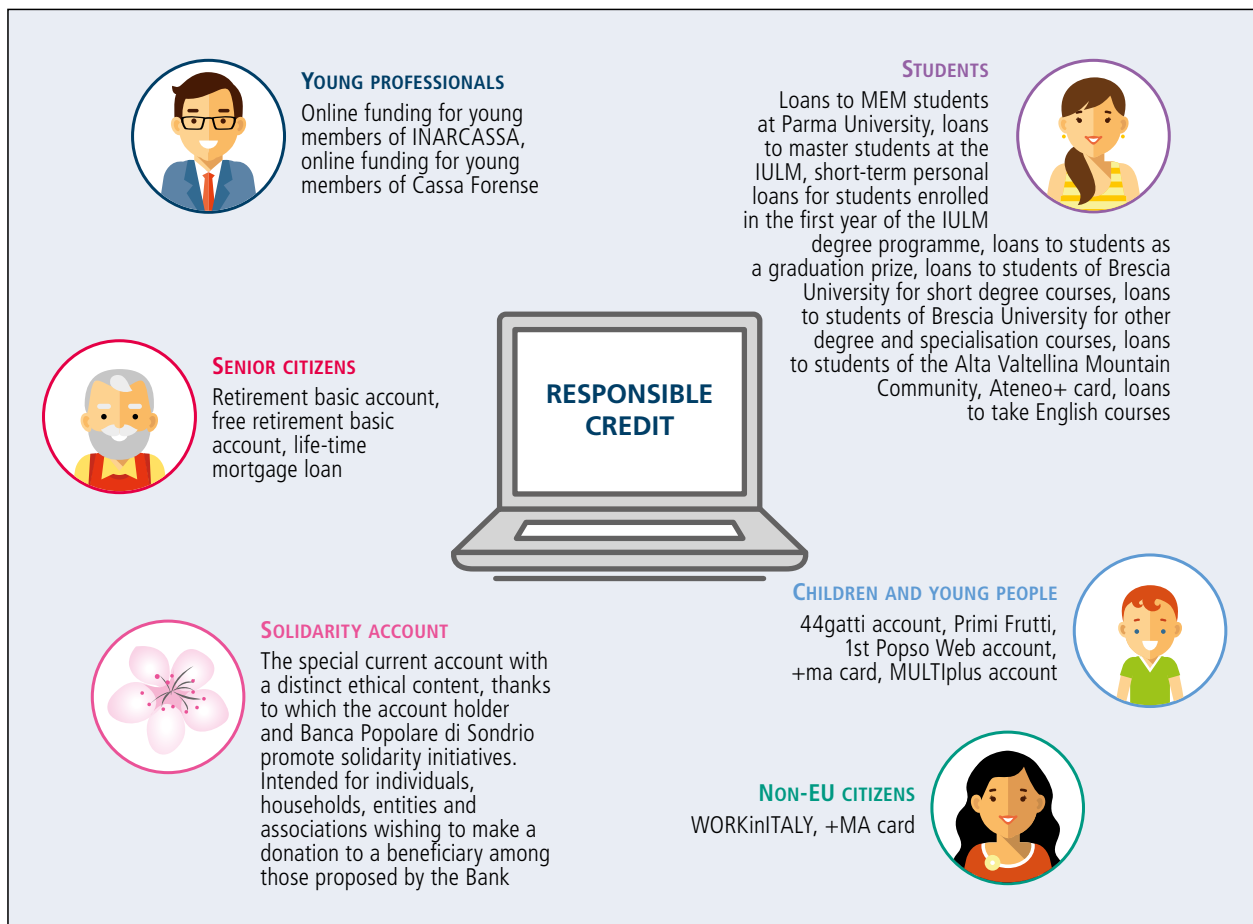 YOUNG PROFESSIONALS
Online funding for young
members of INARCASSA,
online funding for young
members of Cassa Forense
STUDENTS
Loans to MEM students
at Parma University, loans
to master students at the
IULM, short-term personal
loans for students enrolled
in the first year of the IULM
degree programme, loans to students as
a graduation prize, loans to students of Brescia
University for short degree courses, loans
to students of Brescia University for other
degree and specialisation courses, loans
to students of the Alta Valtellina Mountain
Community, Ateneo+ card, loans
to take English courses
SENIOR CITIZENS
Retirement basic account,
free retirement basic
account, life-time
mortgage loan
RESPONSIBLE
CREDIT
CHILDREN AND YOUNG PEOPLE
44gatti account, Primi Frutti,
1st Popso Web account,
+ma card, MULTIplus account
SOLIDARITY ACCOUNT
The special current account with
a distinct ethical content, thanks
to which the account holder
and Banca Popolare di Sondrio
promote solidarity initiatives.
Intended for individuals,
households, entities and
associations wishing to make a
donation to a beneficiary among
those proposed by the Bank
NON-EU CITIZENS
WORKinITALY, +MA card